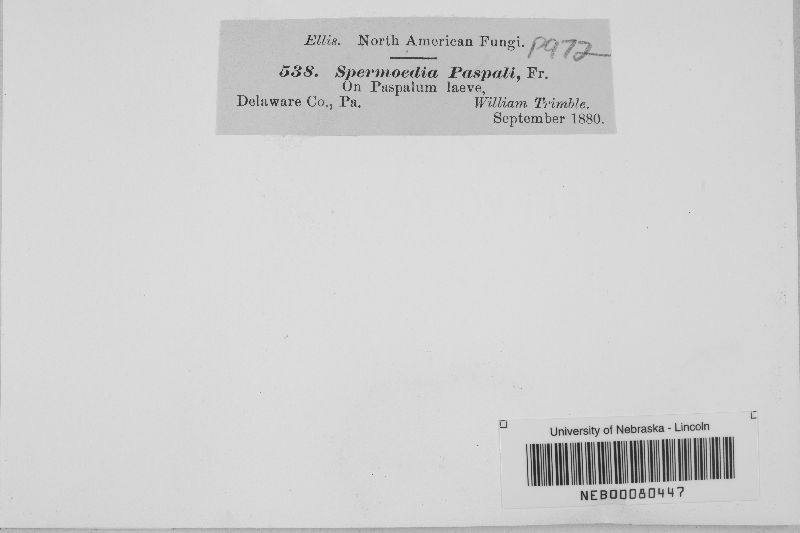 Ellis. North American Fungi. P972
538. Spermoedia Paspali, Fr.
On Paspalum laeve,
Delaware Co., Pa. William Trimble.
September 1880.
University of Nebraska - Lincoln
NEB00080447